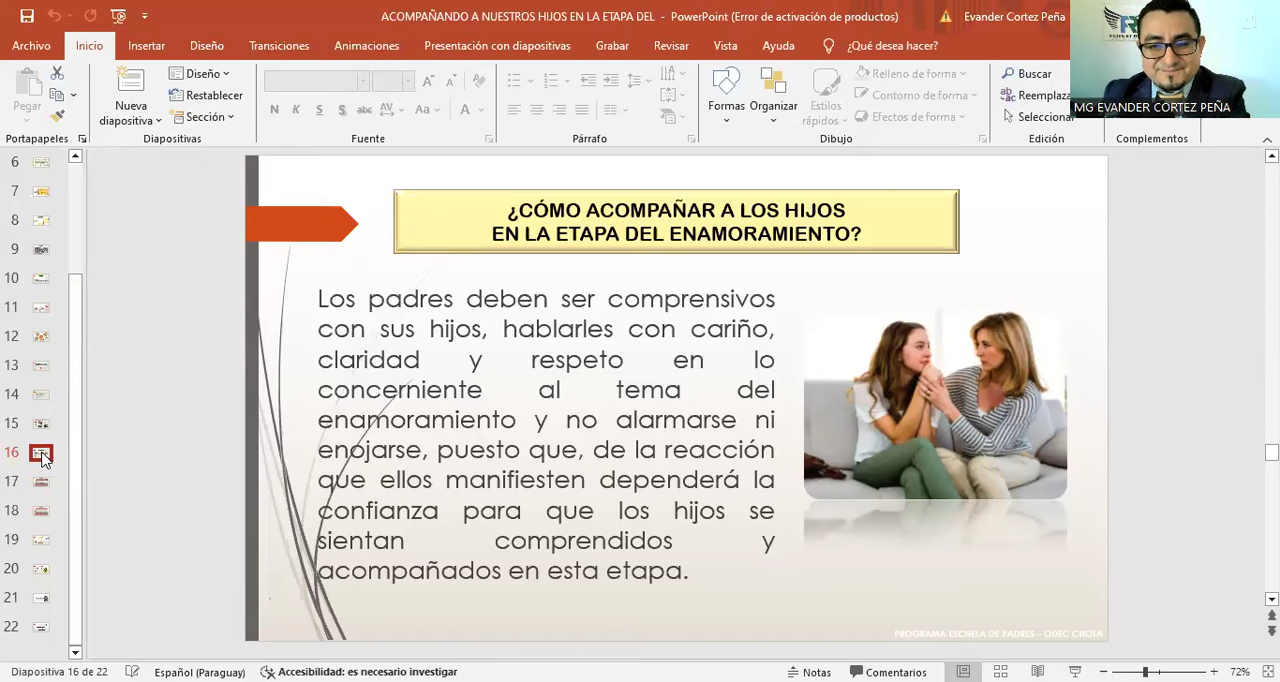 ACOMPAÑANDO A NUESTROS HIJOS EN LA ETAPA DEL - PowerPoint (Error de activación de productos)
Evander Cortez Peña
Archivo Inicio Insertar Diseño Transiciones Animaciones Presentación con diapositivas Grabar Revisar Vista Ayuda ¿Qué desea hacer?
MG EVANDER CORTEZ PEÑA
Pegar
Nueva diapositiva
Diseño
Restablecer
Sección
N K S S abc AV Aa A
Formas
Organizar
Estilos rápidos
Relleno de forma
Contorno de forma
Efectos de forma
Buscar
Reemplaza
Selecciona
Portapapeles Diapositivas Fuente Párrafo Dibujo Edición Complementos
6
7
8
9
10
11
12
13
14
15
16
17
18
19
20
21
22
¿CÓMO ACOMPAÑAR A LOS HIJOS
EN LA ETAPA DEL ENAMORAMIENTO?
Los padres deben ser comprensivos
con sus hijos, hablarles con cariño,
claridad y respeto en lo
concerniente al tema del
enamoramiento y no alarmarse ni
enojarse, puesto que, de la reacción
que ellos manifiesten dependerá la
confianza para que los hijos se
sientan comprendidos y
acompañados en esta etapa.
PROGRAMA ESCUELA DE PADRES - ODEC CHOTA
Diapositiva 16 de 22 Español (Paraguay) Accesibilidad: es necesario investigar Notas Comentarios 72%